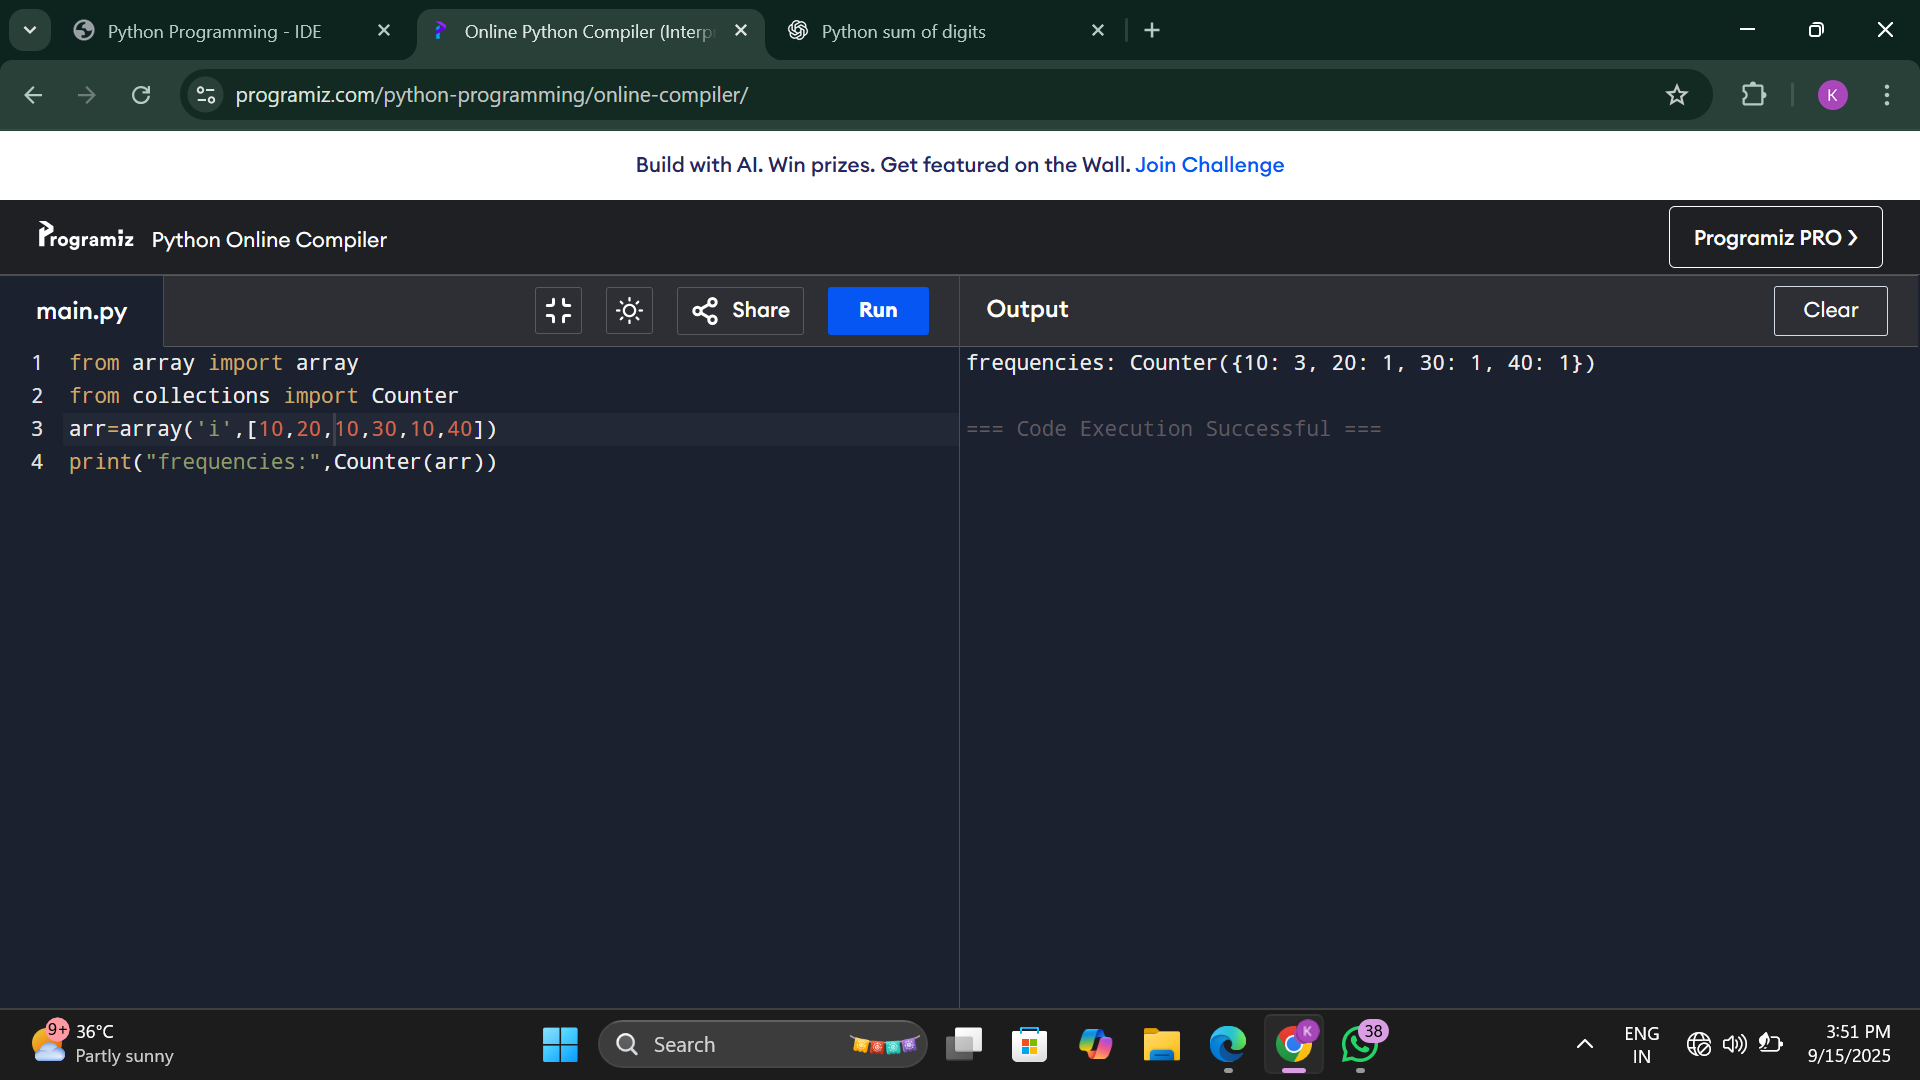 Python Programming - IDE
Online Python Compiler (Interp
Python sum of digits
programiz.com/python-programming/online-compiler/
K
Build with AI. Win prizes. Get featured on the Wall. Join Challenge
Programiz Python Online Compiler
Programiz PRO
main.py
Share
Run
Output
Clear
1 from array import array
2 from collections import Counter
3 arr=array('i',[10,20,10,30,10,40])
4 print("frequencies:",Counter(arr))
frequencies: Counter({10: 3, 20: 1, 30: 1, 40: 1})
=== Code Execution Successful ===
9+
36°C
Partly sunny
Search
K
38
ENG
IN
3:51 PM
9/15/2025